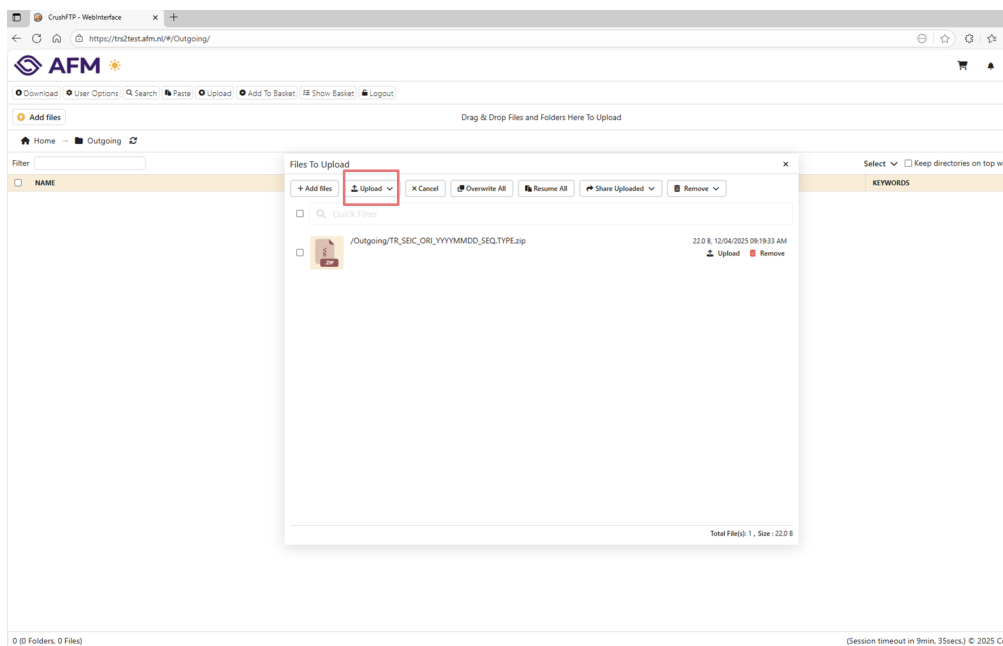 CrushFTP - WebInterface
https://trs2test.afm.nl/#/Outgoing/
AFM
Download User Options Search Paste Upload Add To Basket Show Basket Logout
Add files Drag & Drop Files and Folders Here To Upload
Home → Outgoing
Filter Select Keep directories on top w
NAME KEYWORDS
Files To Upload
+ Add files Upload Cancel Overwrite All Resume All Share Uploaded Remove
Quick Filter
/Outgoing/TR_SEIC_ORI_YYYYMMDD_SEQ.TYPE.zip 22.0 B, 12/04/2025 09:19:33 AM
.ZIP Upload Remove
Total File(s): 1 , Size : 22.0 B
0 (0 Folders, 0 Files) (Session timeout in 9min, 35secs.) © 2025 C